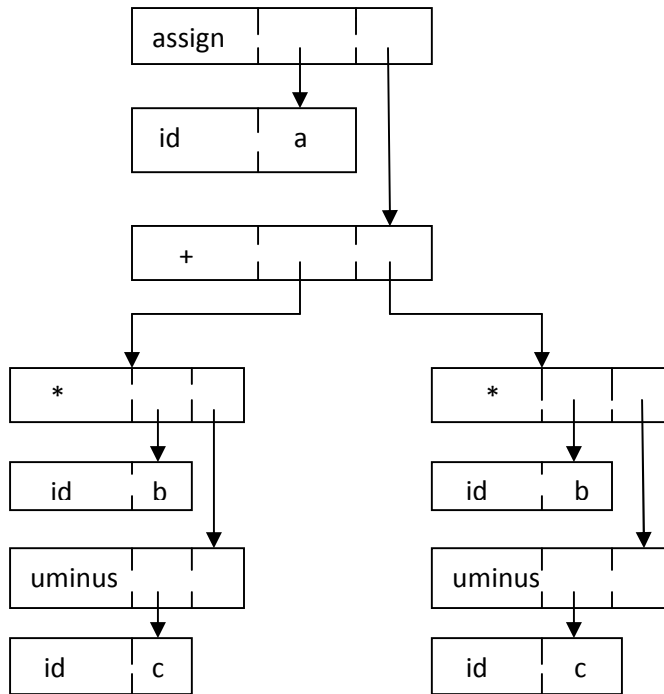 assign
id a
+
* *
id b id b
uminus uminus
id c id c